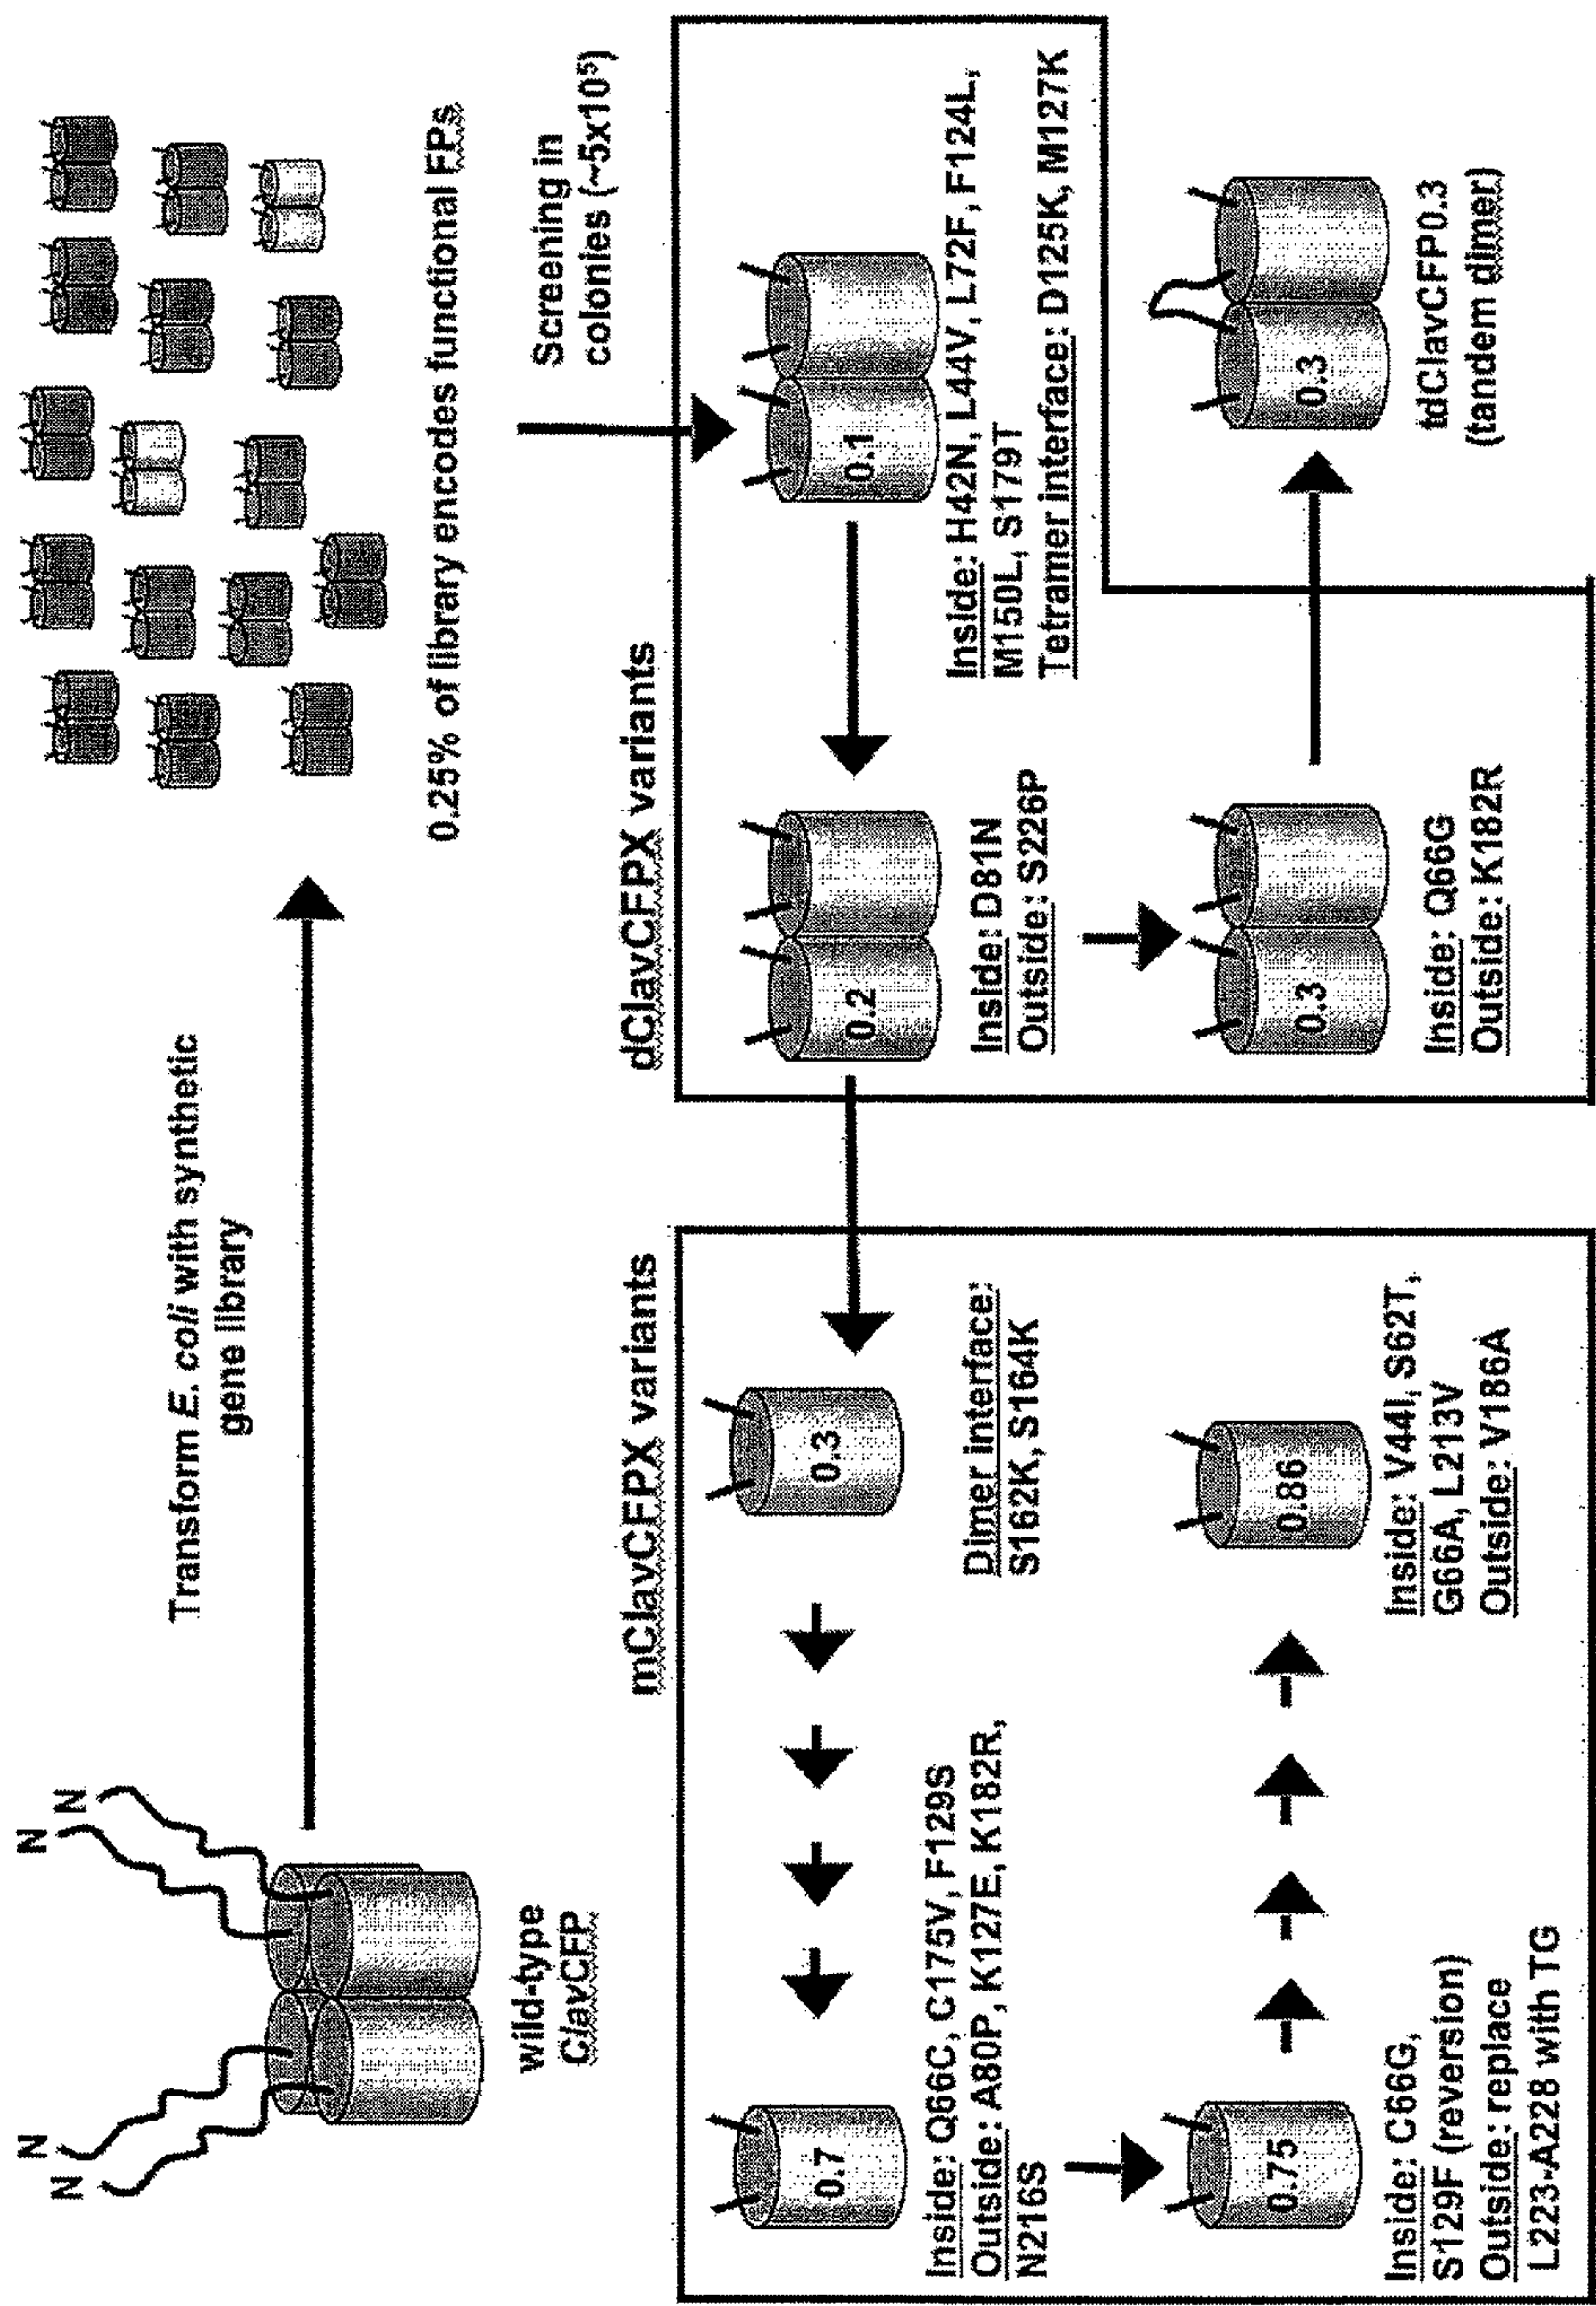 N
N
N
N
wild-type
ClavCFP
Transform E. coli with synthetic
gene library
0.25% of library encodes functional FPs
Screening in
colonies (~5x10⁵)
dClavCFPX variants
0.1
Inside: H42N, L44V, L72F, F124L,
M150L, S179T
Tetramer interface: D125K, M127K
0.2
Inside: D81N
Outside: S226P
0.3
Inside: Q66G
Outside: K182R
0.3
tdClavCFP0.3
(tandem dimer)
mClavCFPX variants
0.3
Dimer interface:
S162K, S164K
0.7
Inside: Q66C, C175V, F129S
Outside: A80P, K127E, K182R,
N216S
0.75
Inside: C66G,
S129F (reversion)
Outside: replace
L223-A228 with TG
0.86
Inside: V44I, S62T,
G66A, L213V
Outside: V186A